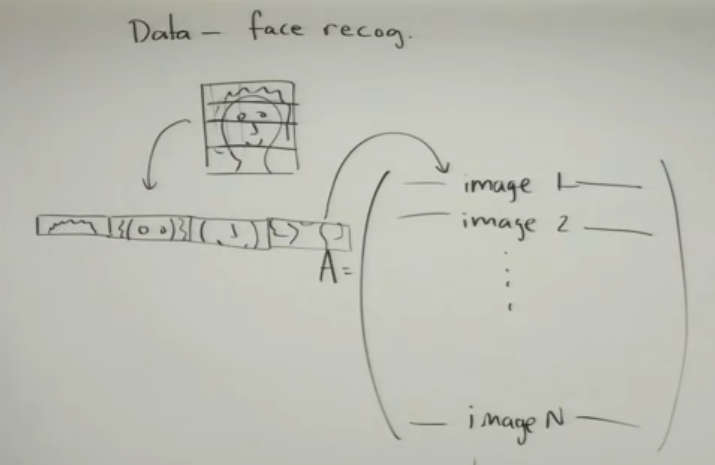 Data – face recog.
image 1
image 2
A =
image N